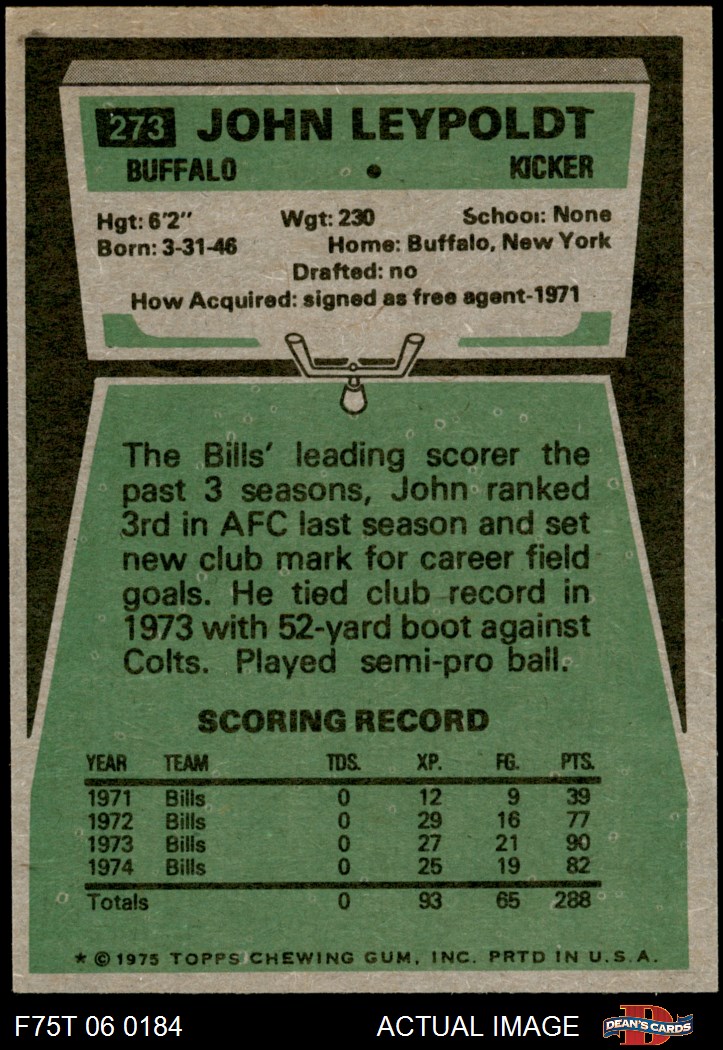 273 JOHN LEYPOLDT
BUFFALO • KICKER
Hgt: 6'2" Wgt: 230 School: None
Born: 3-31-46 Home: Buffalo, New York
Drafted: no
How Acquired: signed as free agent-1971
The Bills' leading scorer the
past 3 seasons, John ranked
3rd in AFC last season and set
new club mark for career field
goals. He tied club record in
1973 with 52-yard boot against
Colts. Played semi-pro ball.
SCORING RECORD
YEAR TEAM TDS. XP. FG. PTS.
1971 Bills 0 12 9 39
1972 Bills 0 29 16 77
1973 Bills 0 27 21 90
1974 Bills 0 25 19 82
Totals 0 93 65 288
* © 1975 TOPPS CHEWING GUM, INC. PRTD IN U.S.A.
F75T 06 0184 ACTUAL IMAGE D DEAN'S CARDS